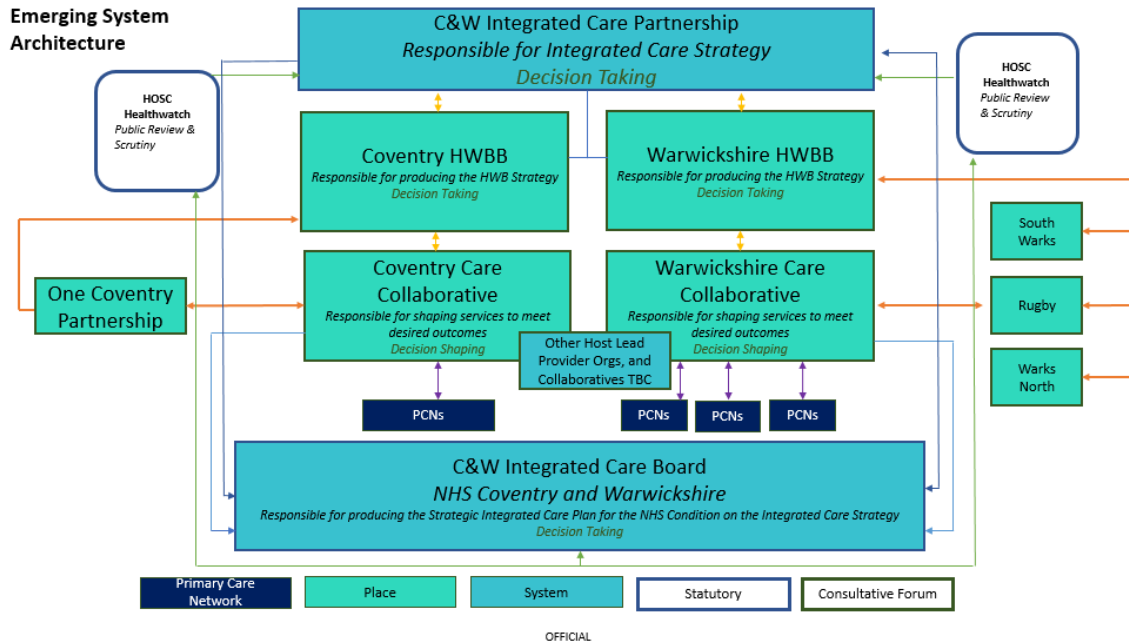 Emerging System
Architecture
C&W Integrated Care Partnership
Responsible for Integrated Care Strategy
Decision Taking
HOSC
Healthwatch
Public Review &
Scrutiny
HOSC
Healthwatch
Public Review
& Scrutiny
Coventry HWBB
Responsible for producing the HWB Strategy
Decision Taking
Warwickshire HWBB
Responsible for producing the HWB Strategy
Decision Taking
One Coventry
Partnership
Coventry Care
Collaborative
Responsible for shaping services to meet
desired outcomes
Decision Shaping
Warwickshire Care
Collaborative
Responsible for shaping services to meet
desired outcomes
Decision Shaping
Other Host Lead
Provider Orgs, and
Collaboratives TBC
South
Warks
Rugby
Warks
North
PCNs
PCNs
PCNs
PCNs
C&W Integrated Care Board
NHS Coventry and Warwickshire
Responsible for producing the Strategic Integrated Care Plan for the NHS Condition on the Integrated Care Strategy
Decision Taking
Primary Care
Network
Place
System
Statutory
Consultative Forum
OFFICIAL